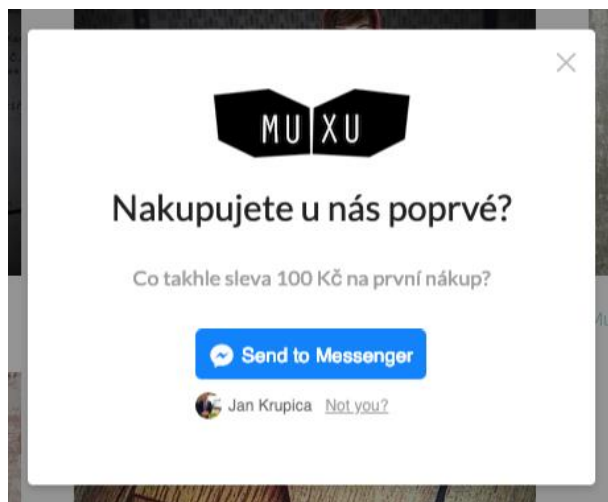 MU XU
Nakupujete u nás poprvé?
Co takhle sleva 100 Kč na první nákup?
Send to Messenger
Jan Krupica Not you?